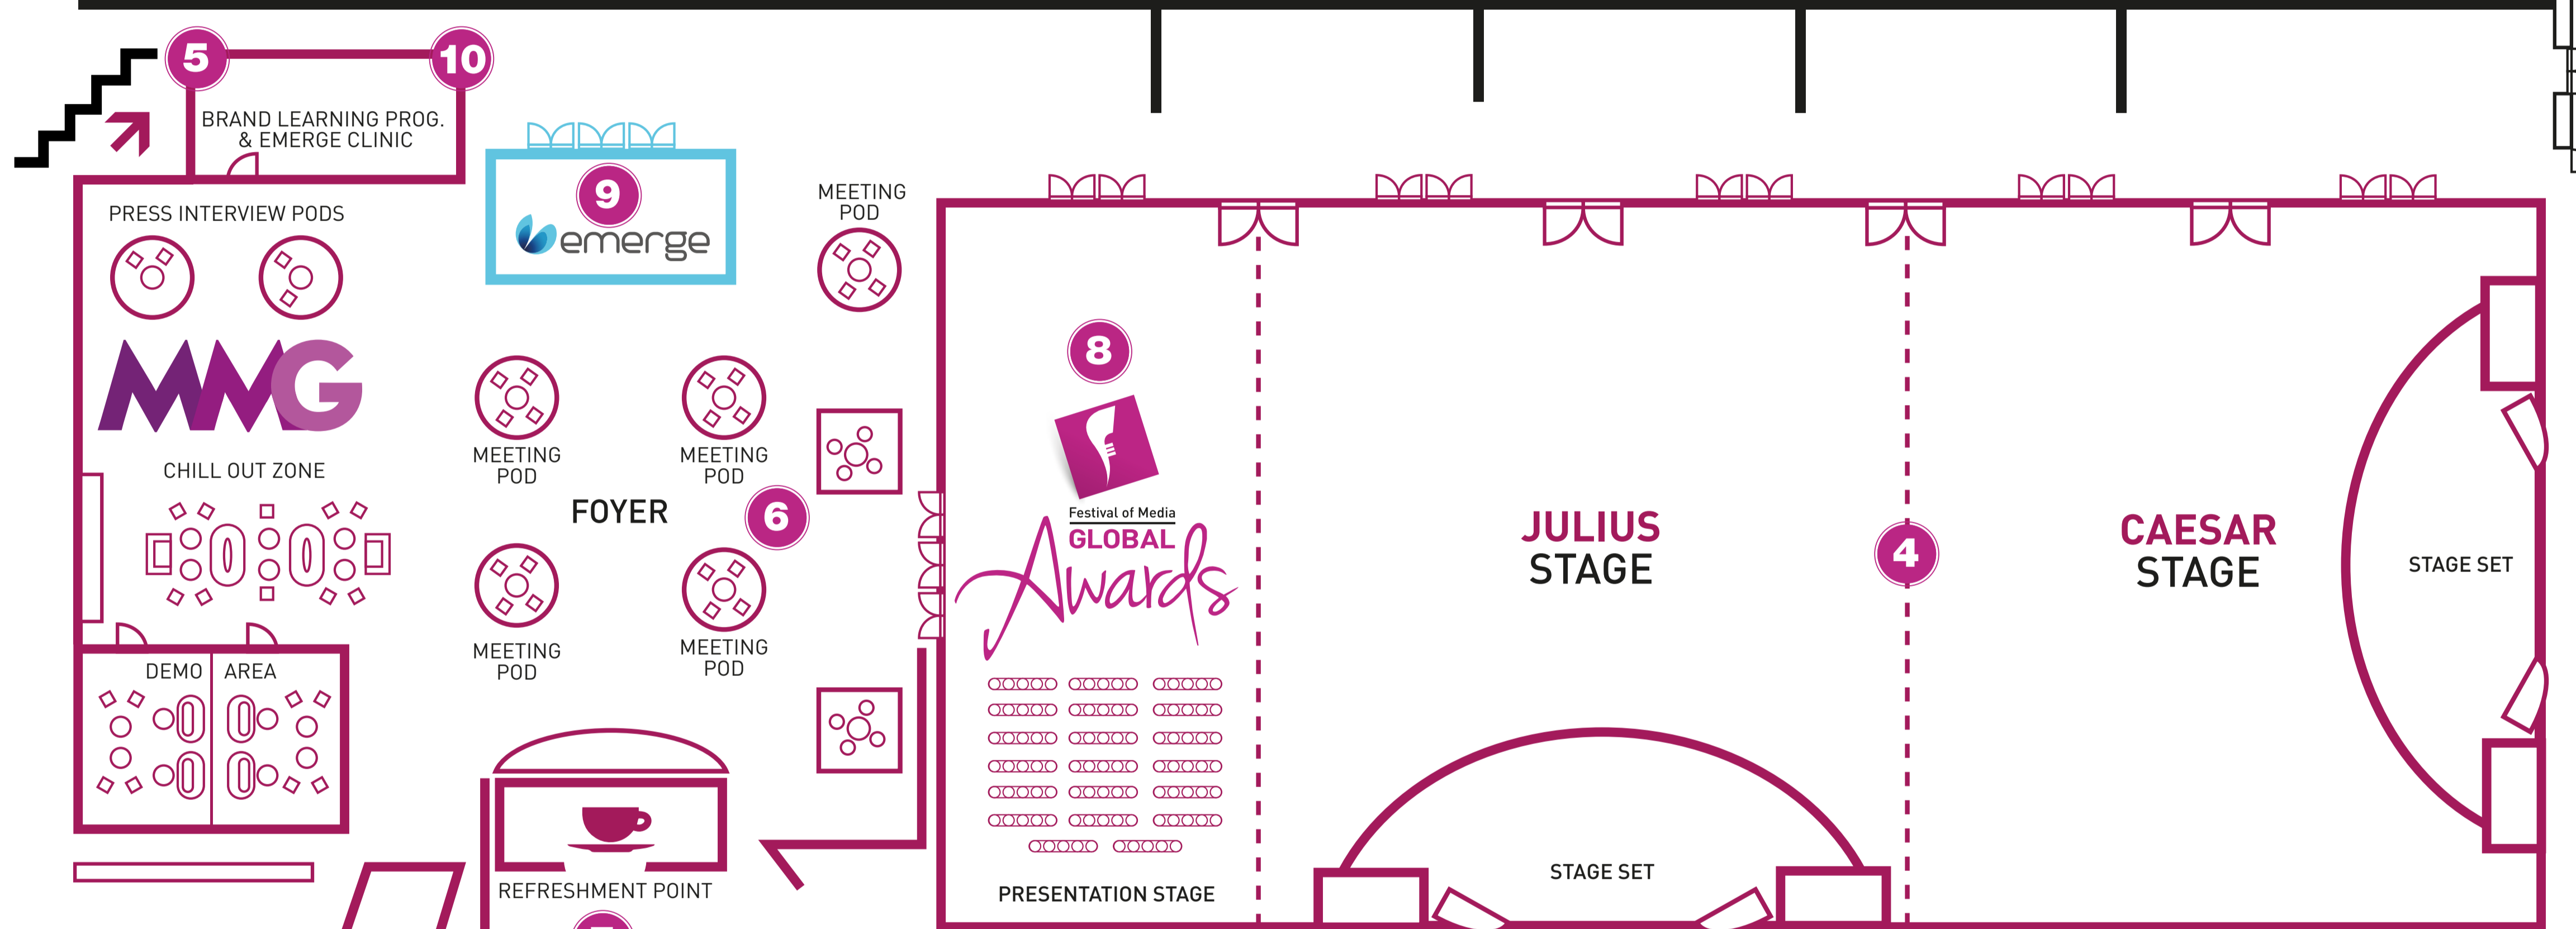 5
10
BRAND LEARNING PROG.
& EMERGE CLINIC
PRESS INTERVIEW PODS
9
emerge
MEETING
POD
MMG
8
CHILL OUT ZONE
MEETING
POD
MEETING
POD
FOYER
6
MEETING
POD
MEETING
POD
DEMO AREA
REFRESHMENT POINT
f
Festival of Media
GLOBAL
Awards
PRESENTATION STAGE
JULIUS
STAGE
STAGE SET
4
CAESAR
STAGE
STAGE SET